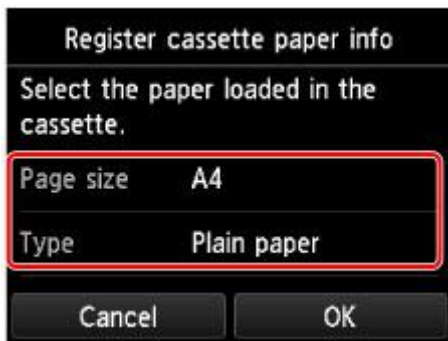 Register cassette paper info
Select the paper loaded in the
cassette.
Page size A4
Type Plain paper
Cancel OK